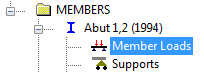 MEMBERS
Abut 1,2 (1994)
Member Loads
Supports